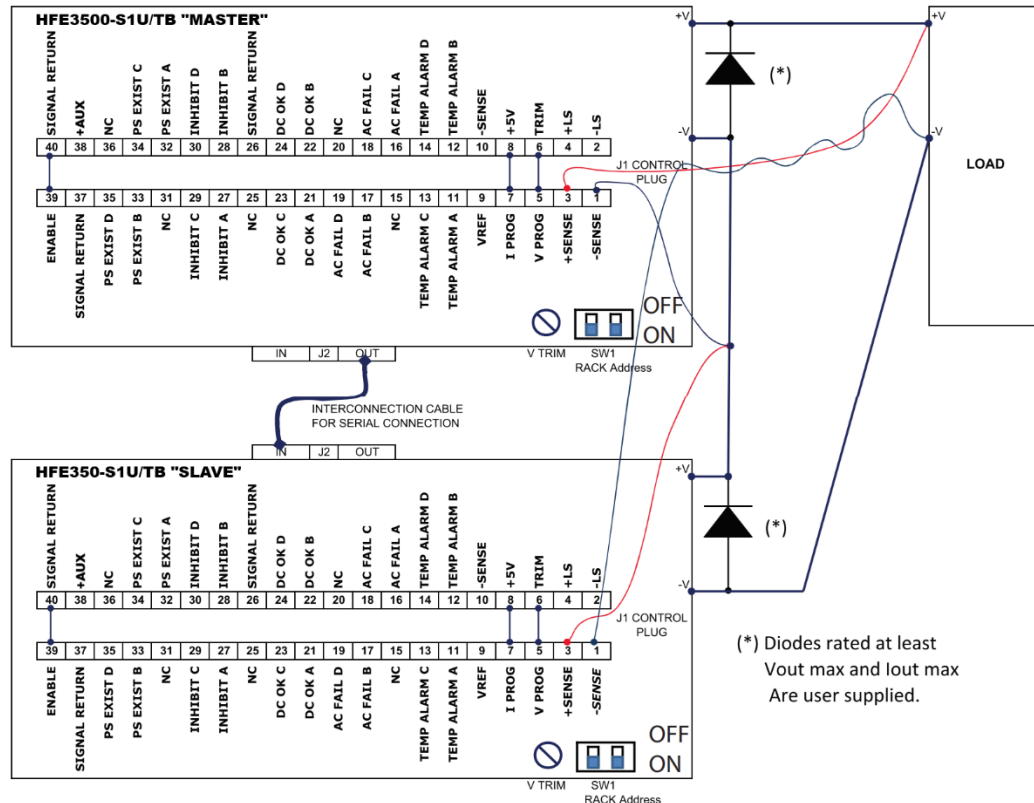 HFE3500-S1U/TB "MASTER"
SIGNAL RETURN
+AUX
NC
PS EXIST C
PS EXIST A
INHIBIT D
INHIBIT B
SIGNAL RETURN
DC OK D
DC OK B
NC
AC FAIL C
AC FAIL A
TEMP ALARM D
TEMP ALARM B
-SENSE
+5V
TRIM
+LS
-LS
40 38 36 34 32 30 28 26 24 22 20 18 16 14 12 10 8 6 4 2
39 37 35 33 31 29 27 25 23 21 19 17 15 13 11 9 7 5 3 1
ENABLE
SIGNAL RETURN
PS EXIST D
PS EXIST B
NC
INHIBIT C
INHIBIT A
NC
DC OK C
DC OK A
AC FAIL D
AC FAIL B
NC
TEMP ALARM C
TEMP ALARM A
VREF
I PROG
V PROG
+SENSE
-SENSE
J1 CONTROL
PLUG
OFF
ON
V TRIM
SW1
RACK Address
IN J2 OUT
+V
-V
(*)
+V
-V
LOAD
INTERCONNECTION CABLE
FOR SERIAL CONNECTION
IN J2 OUT
HFE350-S1U/TB "SLAVE"
SIGNAL RETURN
+AUX
NC
PS EXIST C
PS EXIST A
INHIBIT D
INHIBIT B
SIGNAL RETURN
DC OK D
DC OK B
NC
AC FAIL C
AC FAIL A
TEMP ALARM D
TEMP ALARM B
-SENSE
+5V
TRIM
+LS
-LS
40 38 36 34 32 30 28 26 24 22 20 18 16 14 12 10 8 6 4 2
39 37 35 33 31 29 27 25 23 21 19 17 15 13 11 9 7 5 3 1
ENABLE
SIGNAL RETURN
PS EXIST D
PS EXIST B
NC
INHIBIT C
INHIBIT A
NC
DC OK C
DC OK A
AC FAIL D
AC FAIL B
NC
TEMP ALARM C
TEMP ALARM A
VREF
I PROG
V PROG
+SENSE
-SENSE
J1 CONTROL
PLUG
OFF
ON
V TRIM
SW1
RACK Address
+V
-V
(*)
(*) Diodes rated at least
Vout max and Iout max
Are user supplied.